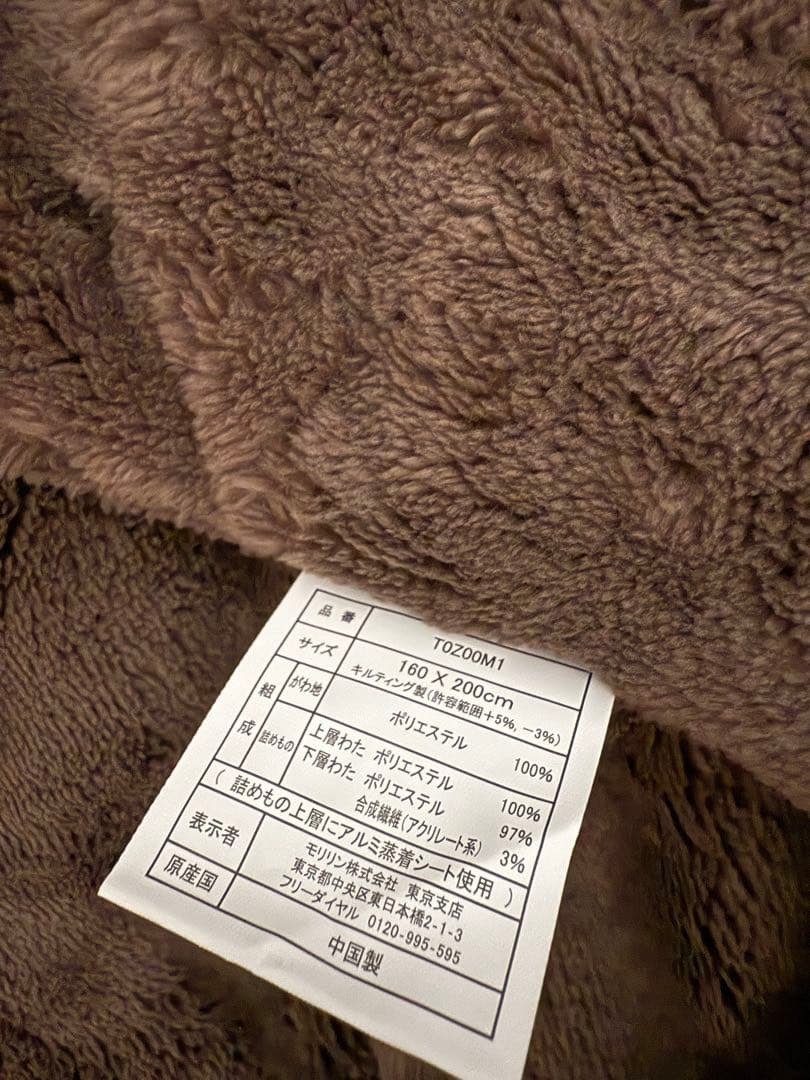 品番 T0Z00M1
サイズ 160 X 200cm
キルティング製(許容範囲+5%, -3%)
組成 がわ地 ポリエステル 100%
詰めもの 上層わた ポリエステル 100%
下層わた ポリエステル 97%
合成繊維(アクリレート系) 3%
( 詰めもの上層にアルミ蒸着シート使用 )
表示者 モリリン株式会社 東京支店
東京都中央区東日本橋2-1-3
フリーダイヤル 0120-995-595
原産国 中国製